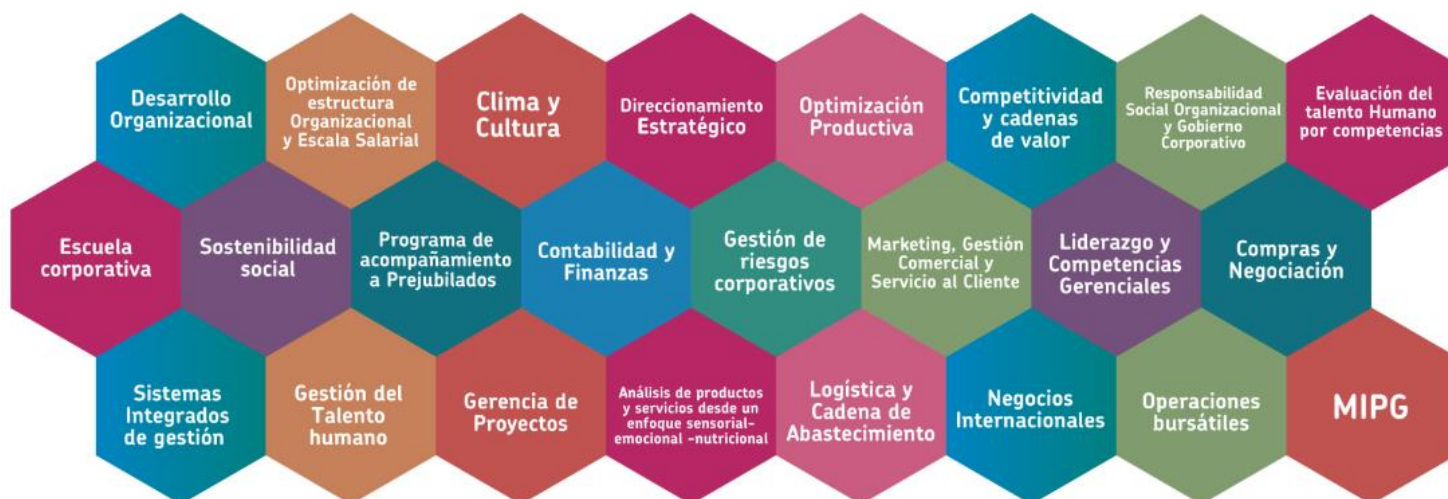 Desarrollo
Organizacional
Optimización de
estructura
Organizacional
y Escala Salarial
Clima y
Cultura
Direccionamiento
Estratégico
Optimización
Productiva
Competitividad
y cadenas
de valor
Responsabilidad
Social Organizacional
y Gobierno
Corporativo
Evaluación del
talento Humano
por competencias
Escuela
corporativa
Sostenibilidad
social
Programa de
acompañamiento
a Prejubilados
Contabilidad y
Finanzas
Gestión de
riesgos
corporativos
Marketing, Gestión
Comercial y
Servicio al Cliente
Liderazgo y
Competencias
Gerenciales
Compras y
Negociación
Sistemas
Integrados
de gestión
Gestión del
Talento
humano
Gerencia de
Proyectos
Análisis de productos
y servicios desde un
enfoque sensorial-
emocional -nutricional
Logística y
Cadena de
Abastecimiento
Negocios
Internacionales
Operaciones
bursátiles
MIPG